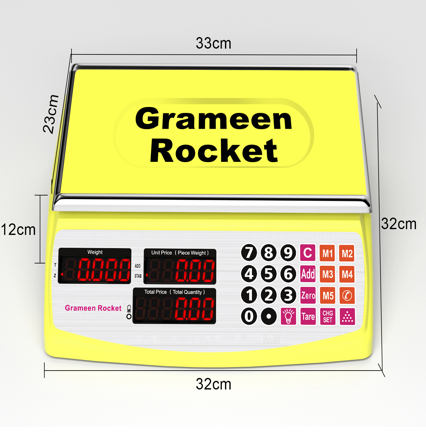 33cm
23cm
Grameen
Rocket
12cm
32cm
Weight
0.000
Unit Price ( Piece Weight )
0.00
Total Price ( Total Quantity )
0.00
Grameen Rocket
7 8 9 C M1 M2
4 5 6 Add M3 M4
1 2 3 Zero M5
0 • Tare CHG SET
32cm